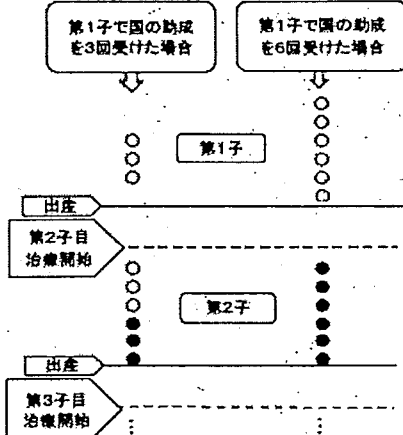 第1子で国の助成
を3回受けた場合
第1子で国の助成
を6回受けた場合
第1子
出産
第2子目
治療開始
第2子
出産
第3子目
治療開始